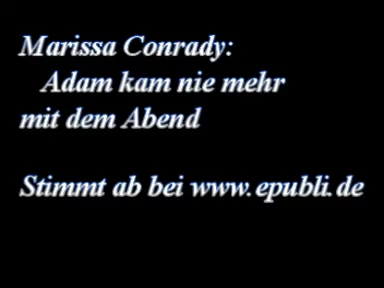 Marissa Conrady:
Adam kam nie mehr
mit dem Abend
Stimmt ab bei www.epubli.de